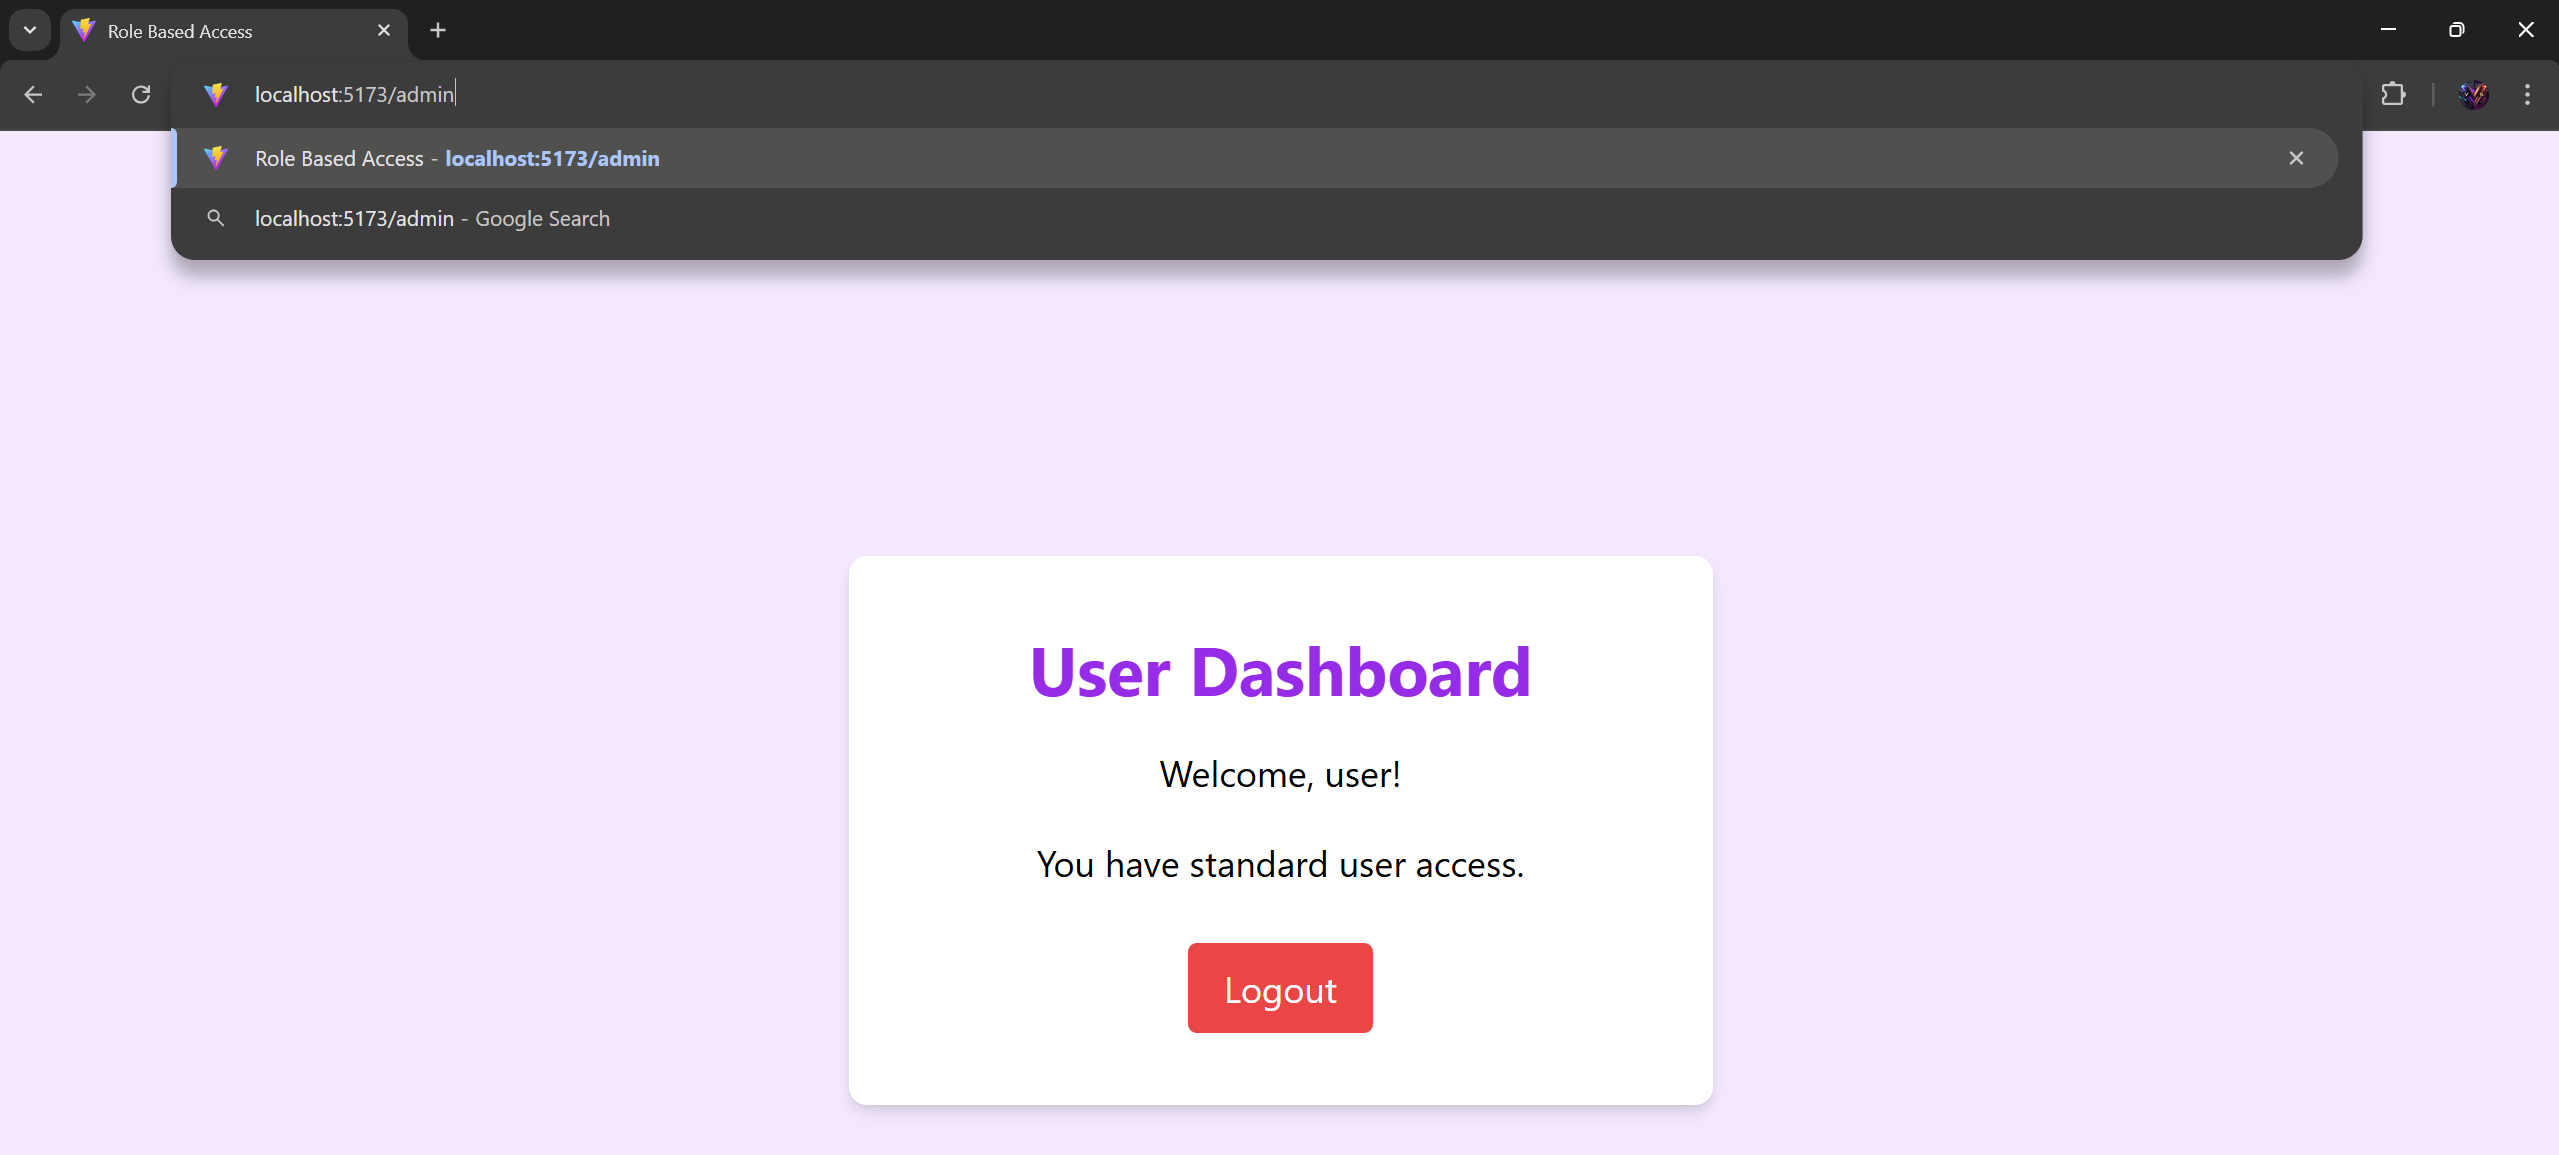 Role Based Access
localhost:5173/admin
Role Based Access - localhost:5173/admin
localhost:5173/admin - Google Search
User Dashboard
Welcome, user!
You have standard user access.
Logout